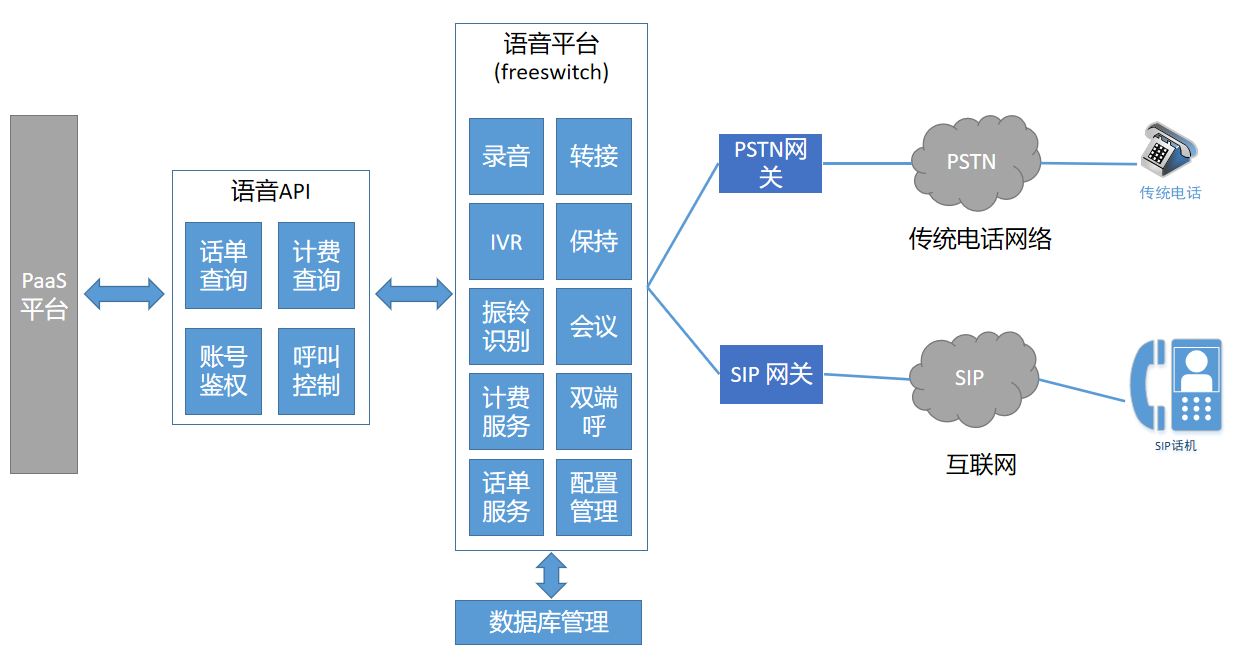 PaaS
平台
语音API
话单
查询
计费
查询
账号
鉴权
呼叫
控制
语音平台
(freeswitch)
录音
转接
IVR
保持
振铃
识别
会议
计费
服务
双端
呼
话单
服务
配置
管理
数据库管理
PSTN网
关
PSTN
传统电话网络
传统电话
SIP 网关
SIP
互联网
SIP话机